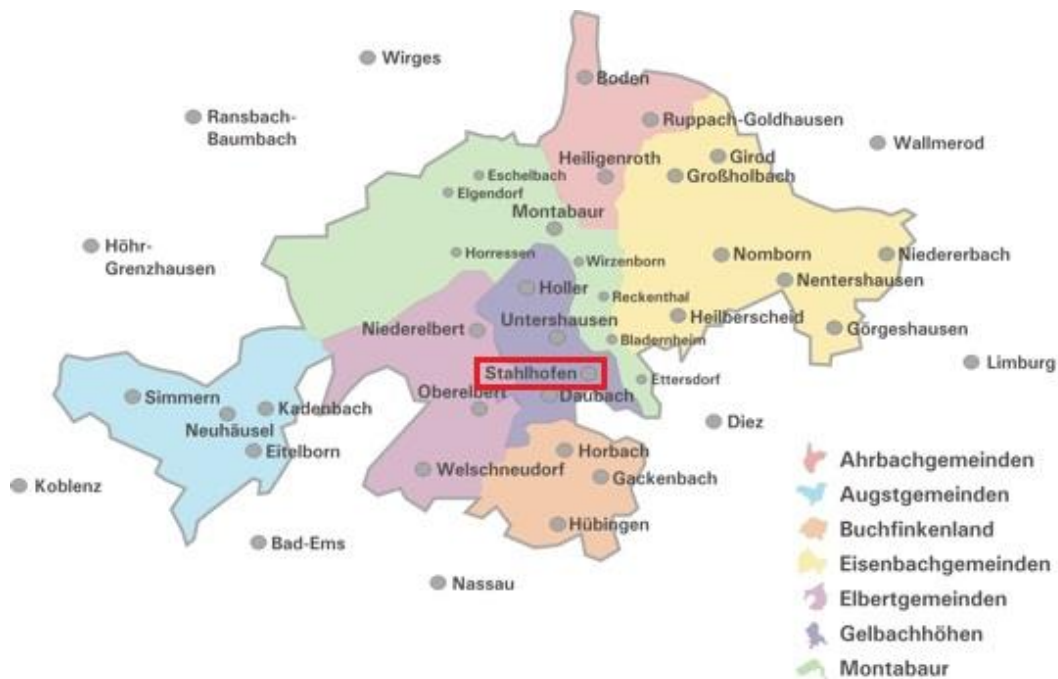 Wirges
Boden
Ransbach-
Baumbach
Ruppach-Goldhausen
Wallmerod
Heiligenroth
Girod
Großholbach
Eschelbach
Elgendorf
Montabaur
Höhr-
Grenzhausen
Horressen
Wirzenborn
Nomborn
Niedererbach
Nentershausen
Holler
Reckenthal
Niederelbert
Untershausen
Heilberscheid
Görgeshausen
Bladernheim
Limburg
Stahlhofen
Ettersdorf
Simmern
Oberelbert
Daubach
Neuhäusel
Kadenbach
Diez
Eitelborn
Horbach
Welschneudorf
Gackenbach
Koblenz
Hübingen
Bad-Ems
Nassau
Ahrbachgemeinden
Augstgemeinden
Buchfinkenland
Eisenbachgemeinden
Elbertgemeinden
Gelbachhöhen
Montabaur